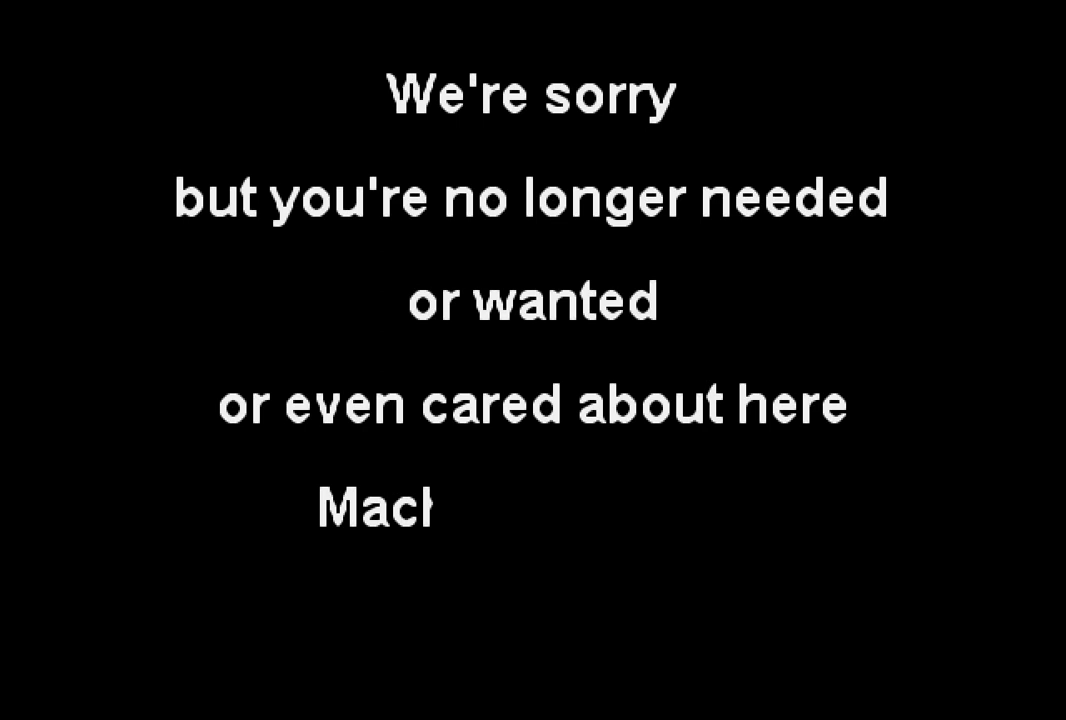 We're sorry
but you're no longer needed
or wanted
or even cared about here